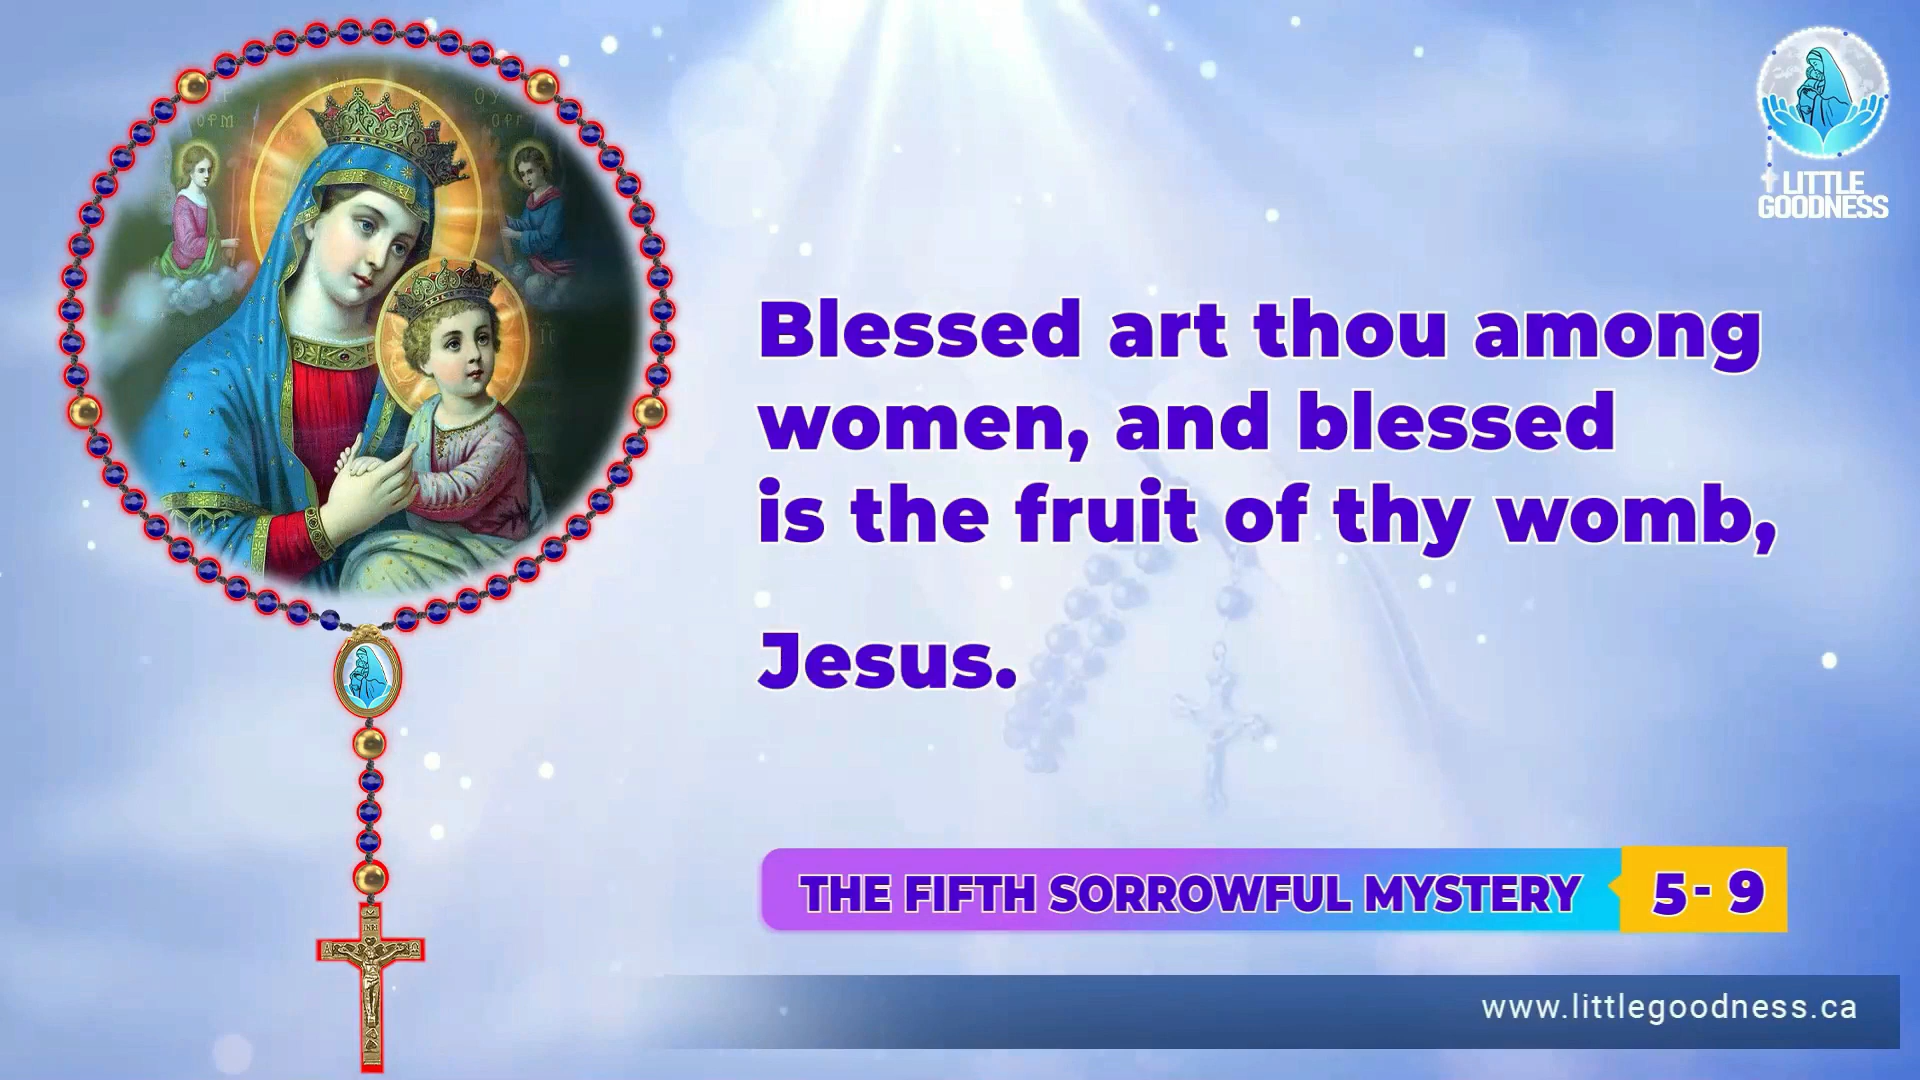 LITTLE
GOODNESS
Blessed art thou among
women, and blessed
is the fruit of thy womb,
Jesus.
THE FIFTH SORROWFUL MYSTERY 5- 9
www.littlegoodness.ca
INRI